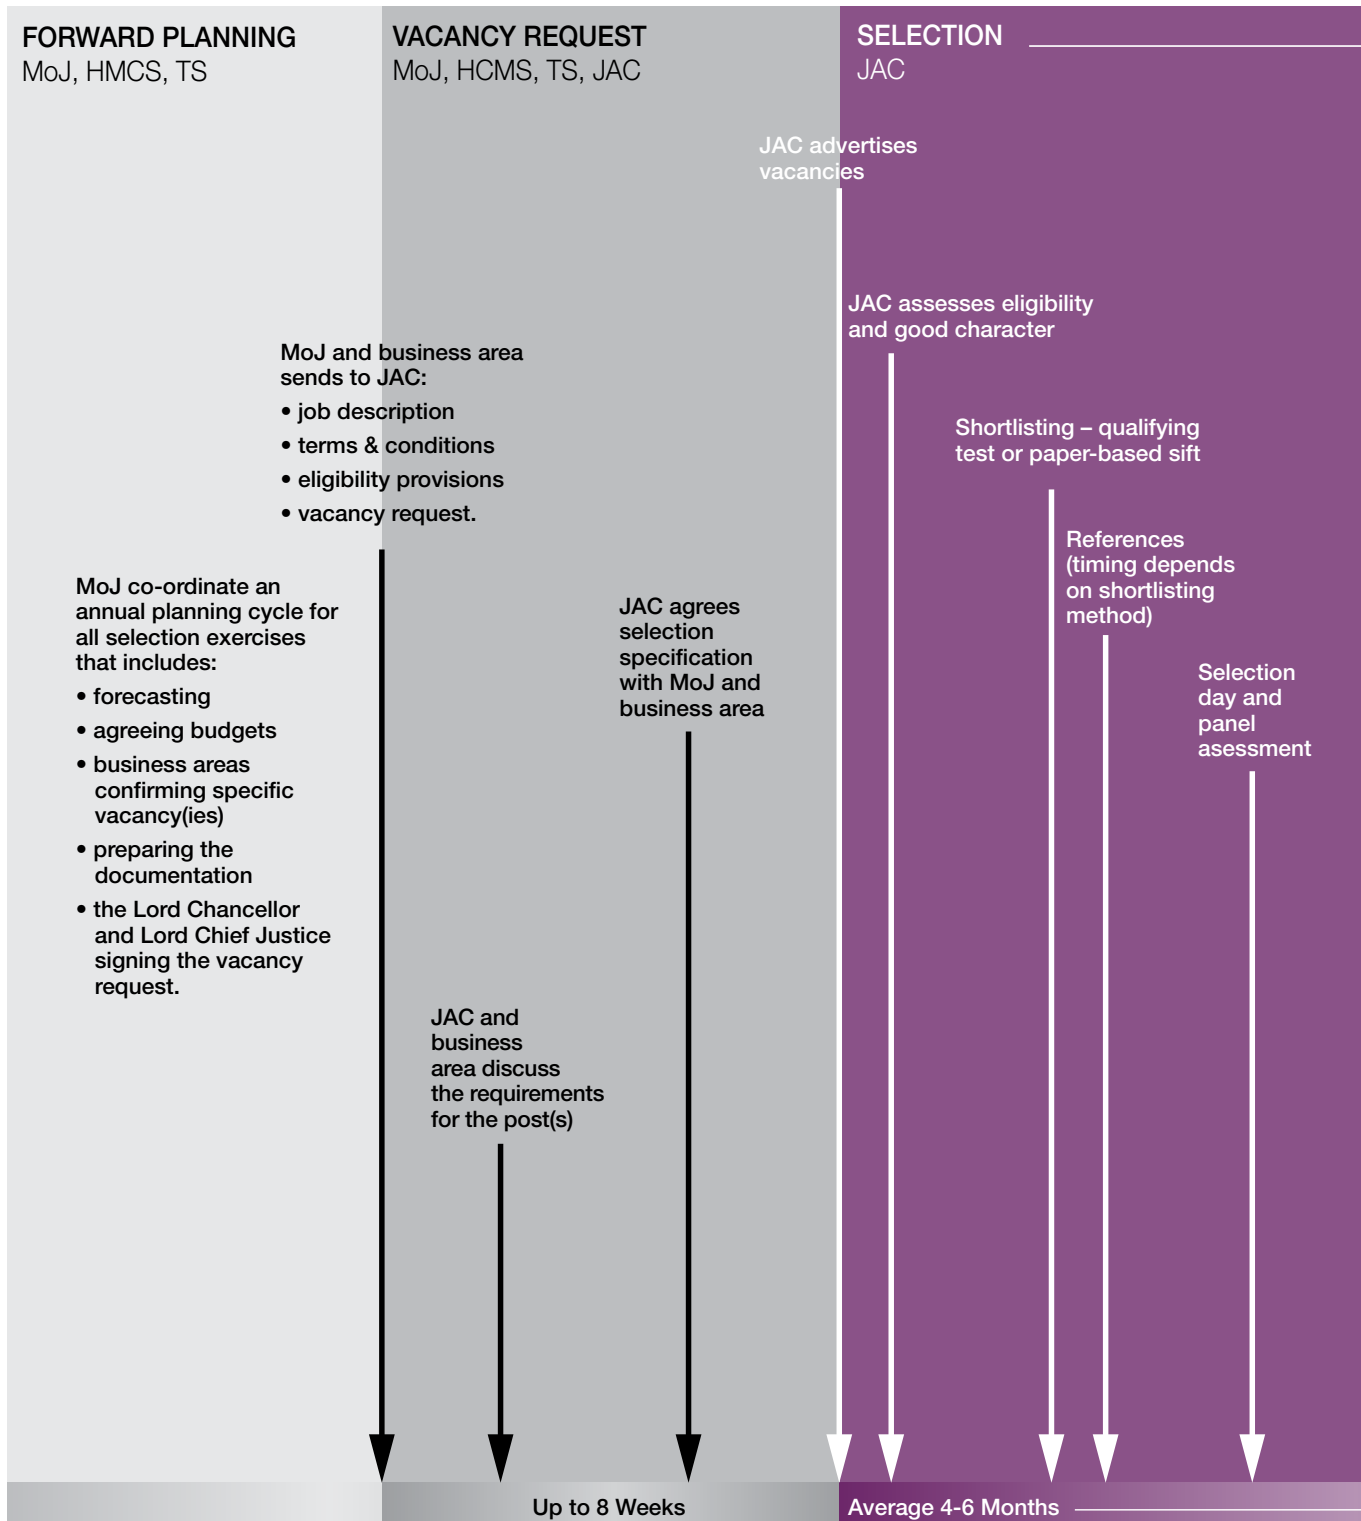 FORWARD PLANNING
MoJ, HMCS, TS
VACANCY REQUEST
MoJ, HCMS, TS, JAC
SELECTION
JAC
JAC advertises
vacancies
JAC assesses eligibility
and good character
MoJ and business area
sends to JAC:
• job description
• terms & conditions
• eligibility provisions
• vacancy request.
Shortlisting – qualifying
test or paper-based sift
References
(timing depends
on shortlisting
method)
MoJ co-ordinate an
annual planning cycle for
all selection exercises
that includes:
• forecasting
• agreeing budgets
• business areas
confirming specific
vacancy(ies)
• preparing the
documentation
• the Lord Chancellor
and Lord Chief Justice
signing the vacancy
request.
JAC agrees
selection
specification
with MoJ and
business area
Selection
day and
panel
asessment
JAC and
business
area discuss
the requirements
for the post(s)
Up to 8 Weeks
Average 4-6 Months